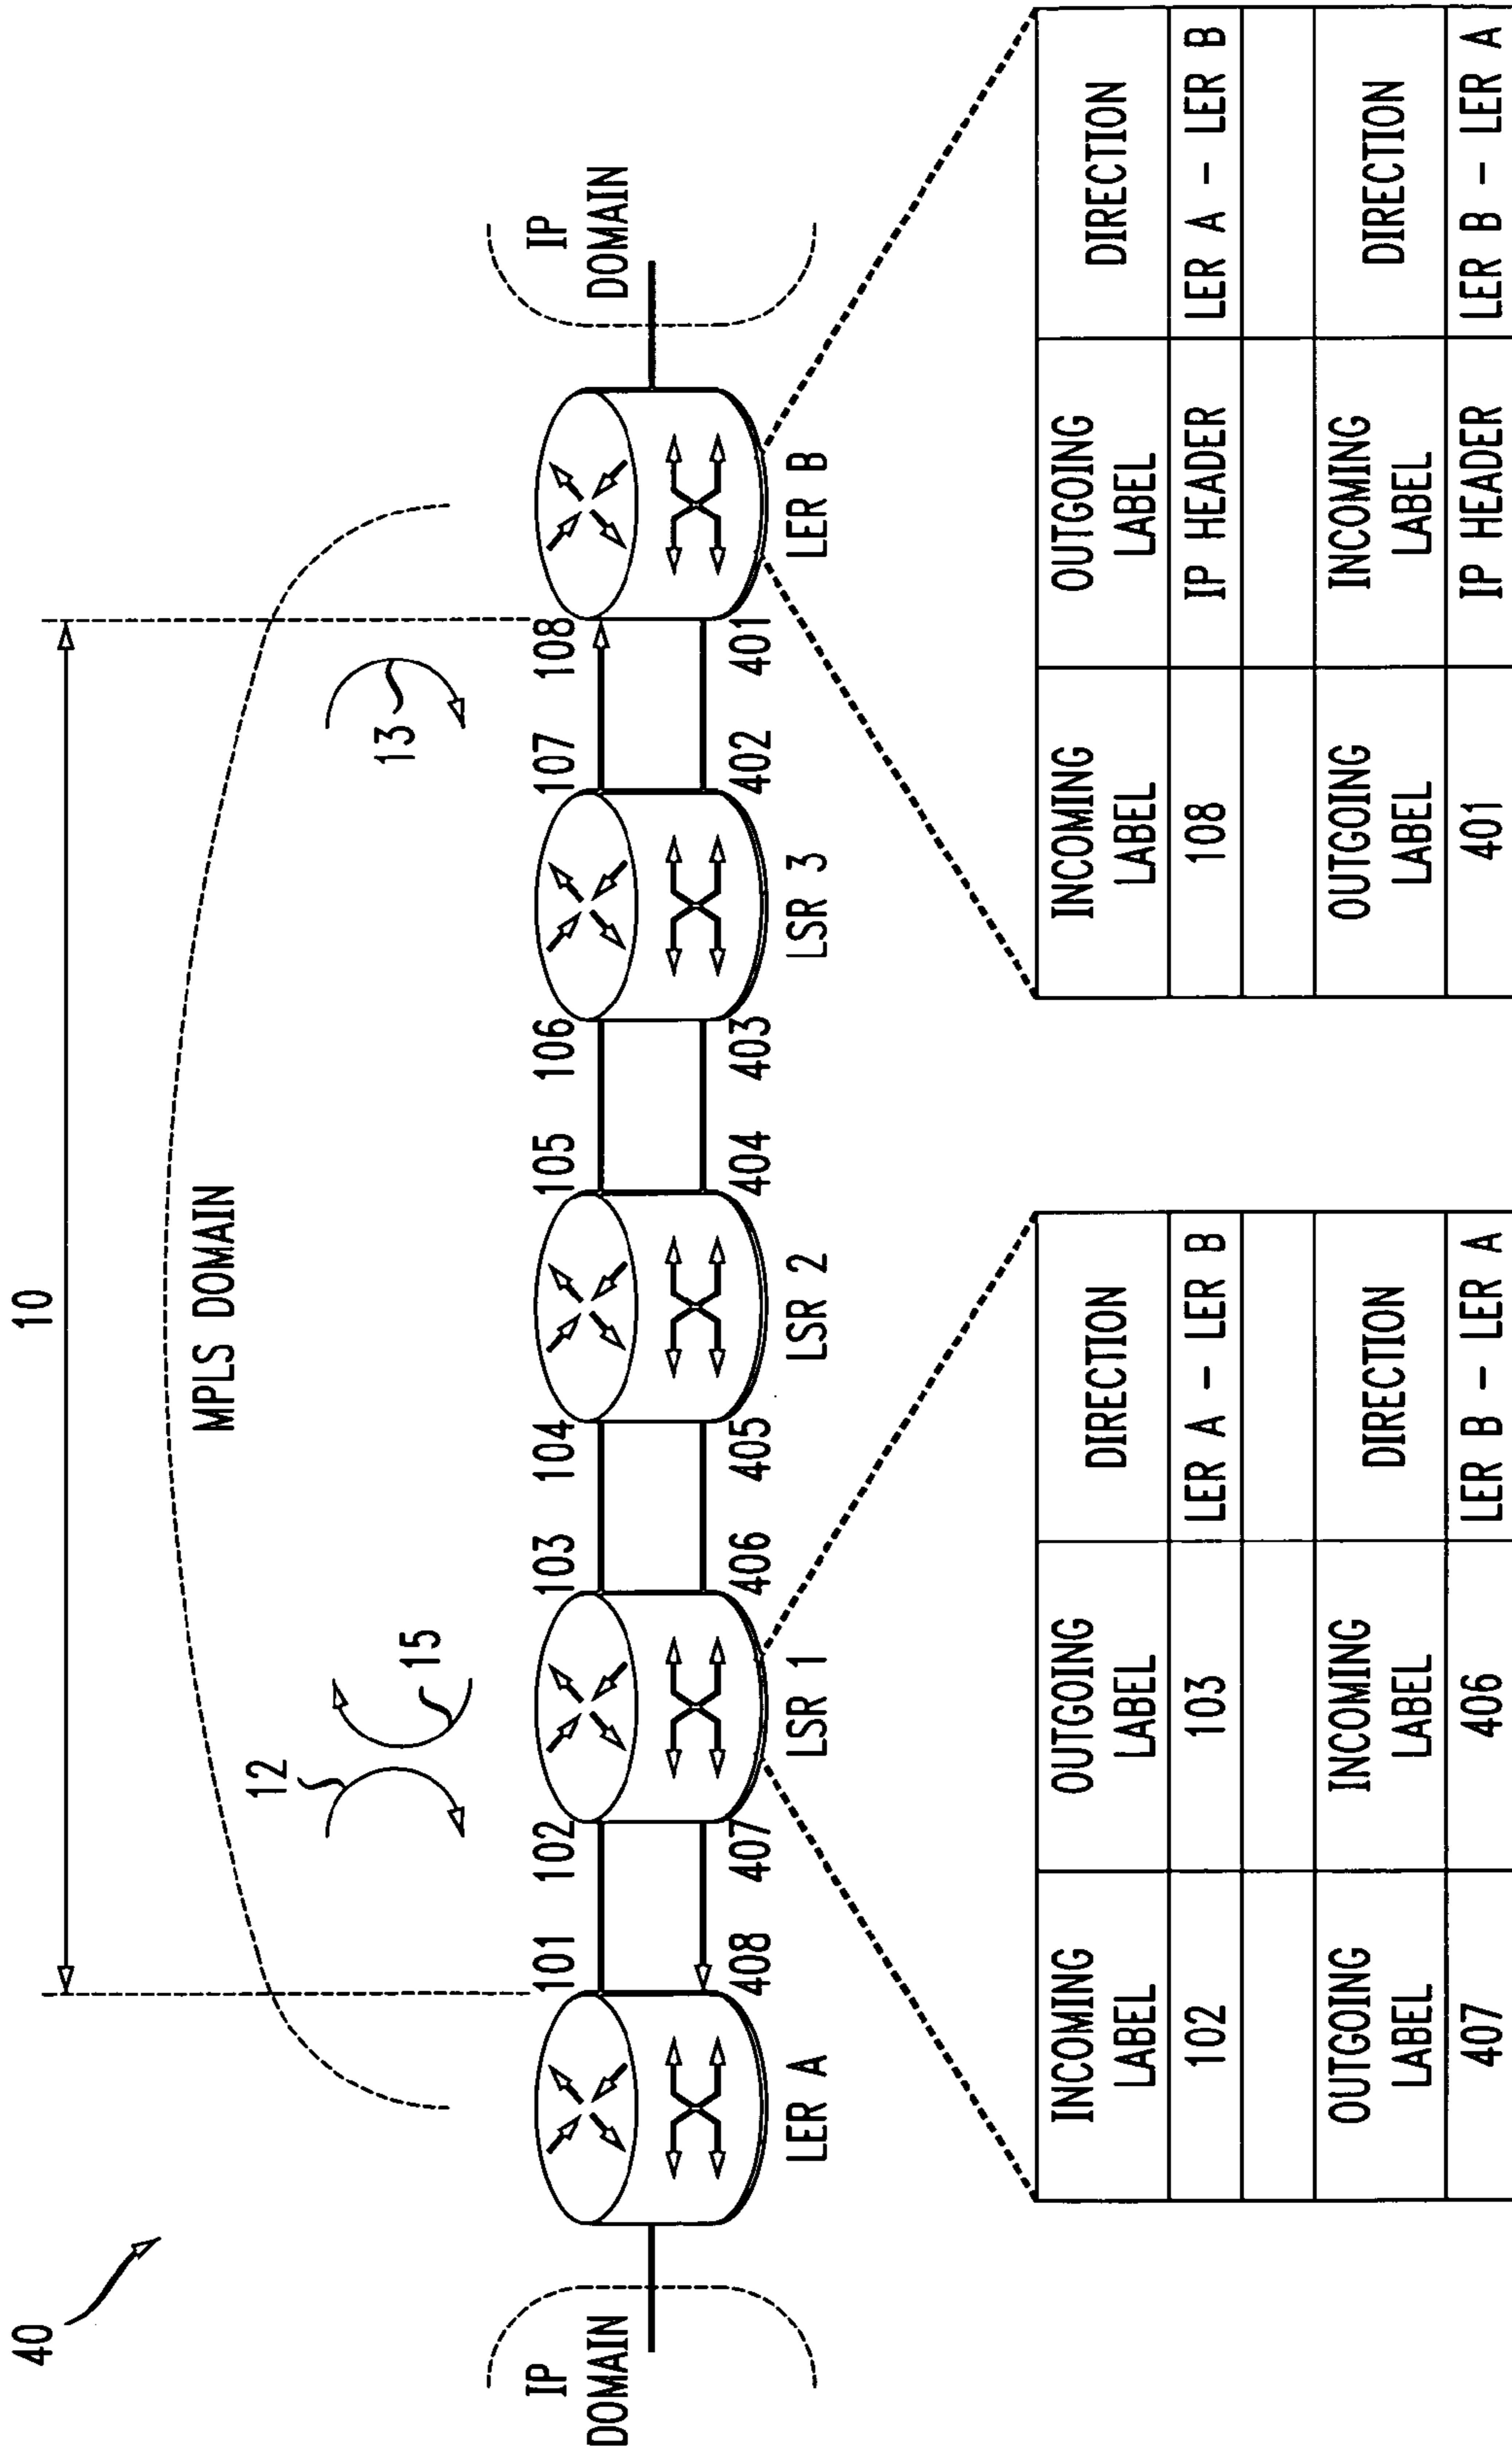 40
10
MPLS DOMAIN
12
15
13
IP
DOMAIN
IP
DOMAIN
101 102 103 104 105 106 107 108
408 407 406 405 404 403 402 401
LER A LSR 1 LSR 2 LSR 3 LER B
INCOMING LABEL OUTGOING LABEL DIRECTION
102 103 LER A - LER B
OUTGOING LABEL INCOMING LABEL DIRECTION
407 406 LER B - LER A
INCOMING LABEL OUTGOING LABEL DIRECTION
108 IP HEADER LER A - LER B
OUTGOING LABEL INCOMING LABEL DIRECTION
401 IP HEADER LER B - LER A